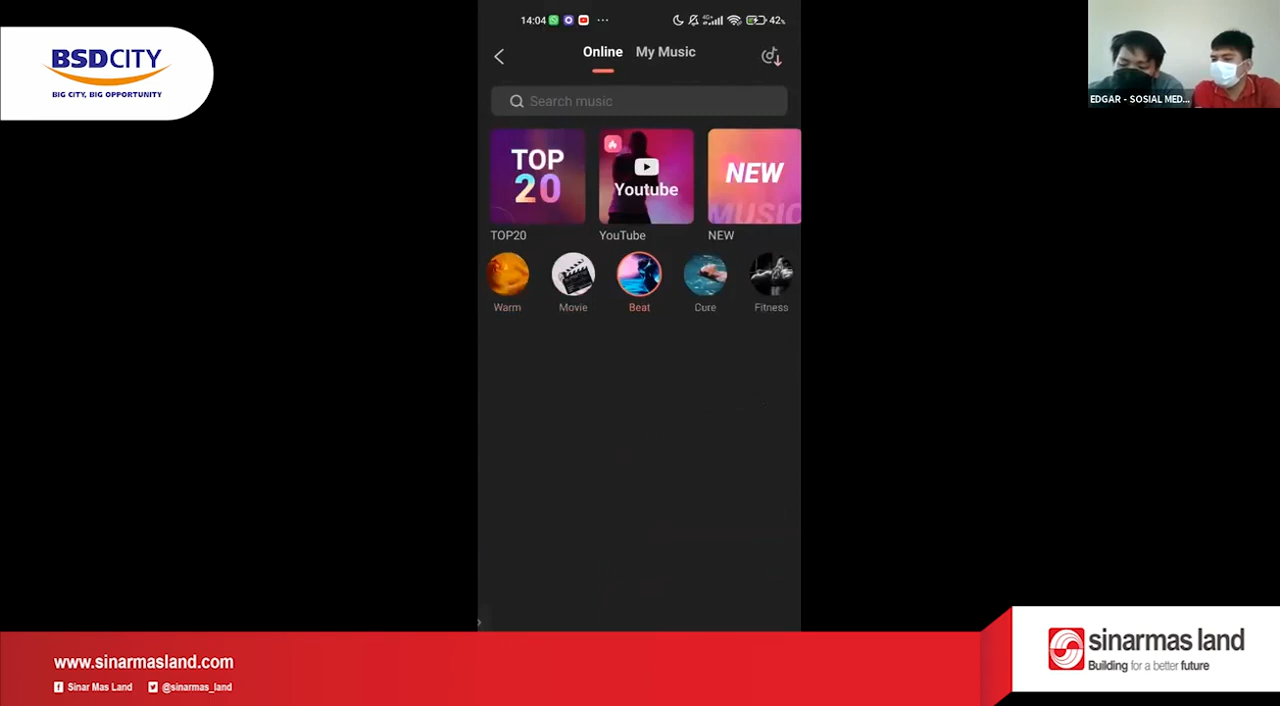 BSDCITY
BIG CITY, BIG OPPORTUNITY
14:04
42%
Online My Music
Search music
TOP
20
Youtube
NEW
MUSIC
TOP20 YouTube NEW
Warm Movie Beat Cure Fitness
EDGAR - SOSIAL MED...
www.sinarmasland.com
Sinar Mas Land @sinarmas_land
sinarmas land
Building for a better future